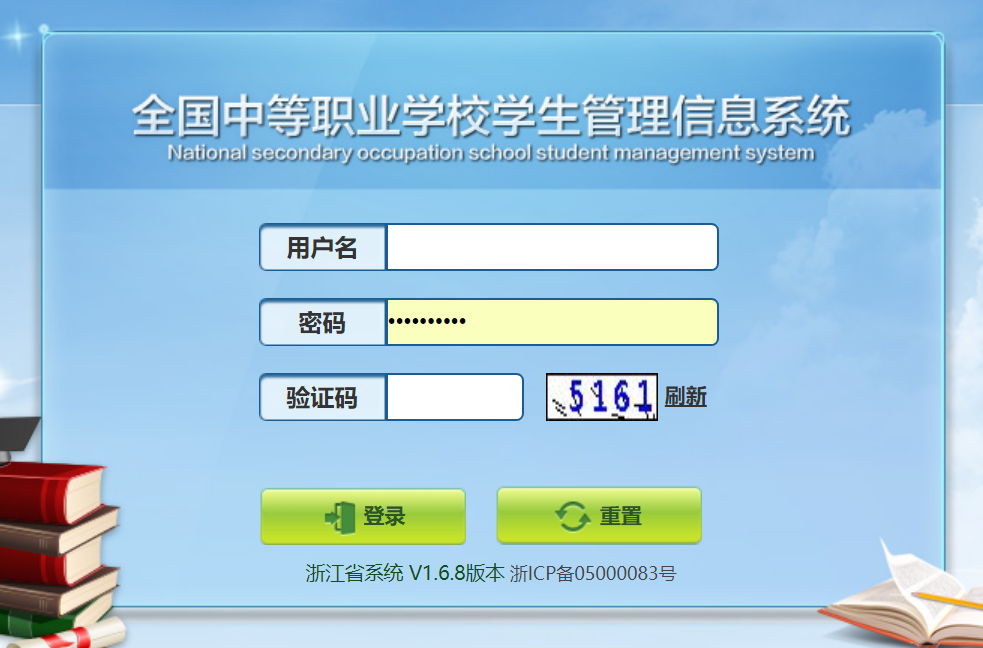 全国中等职业学校学生管理信息系统
National secondary occupation school student management system
用户名
密码
验证码 5161 刷新
登录 重置
浙江省系统 V1.6.8版本 浙ICP备05000083号